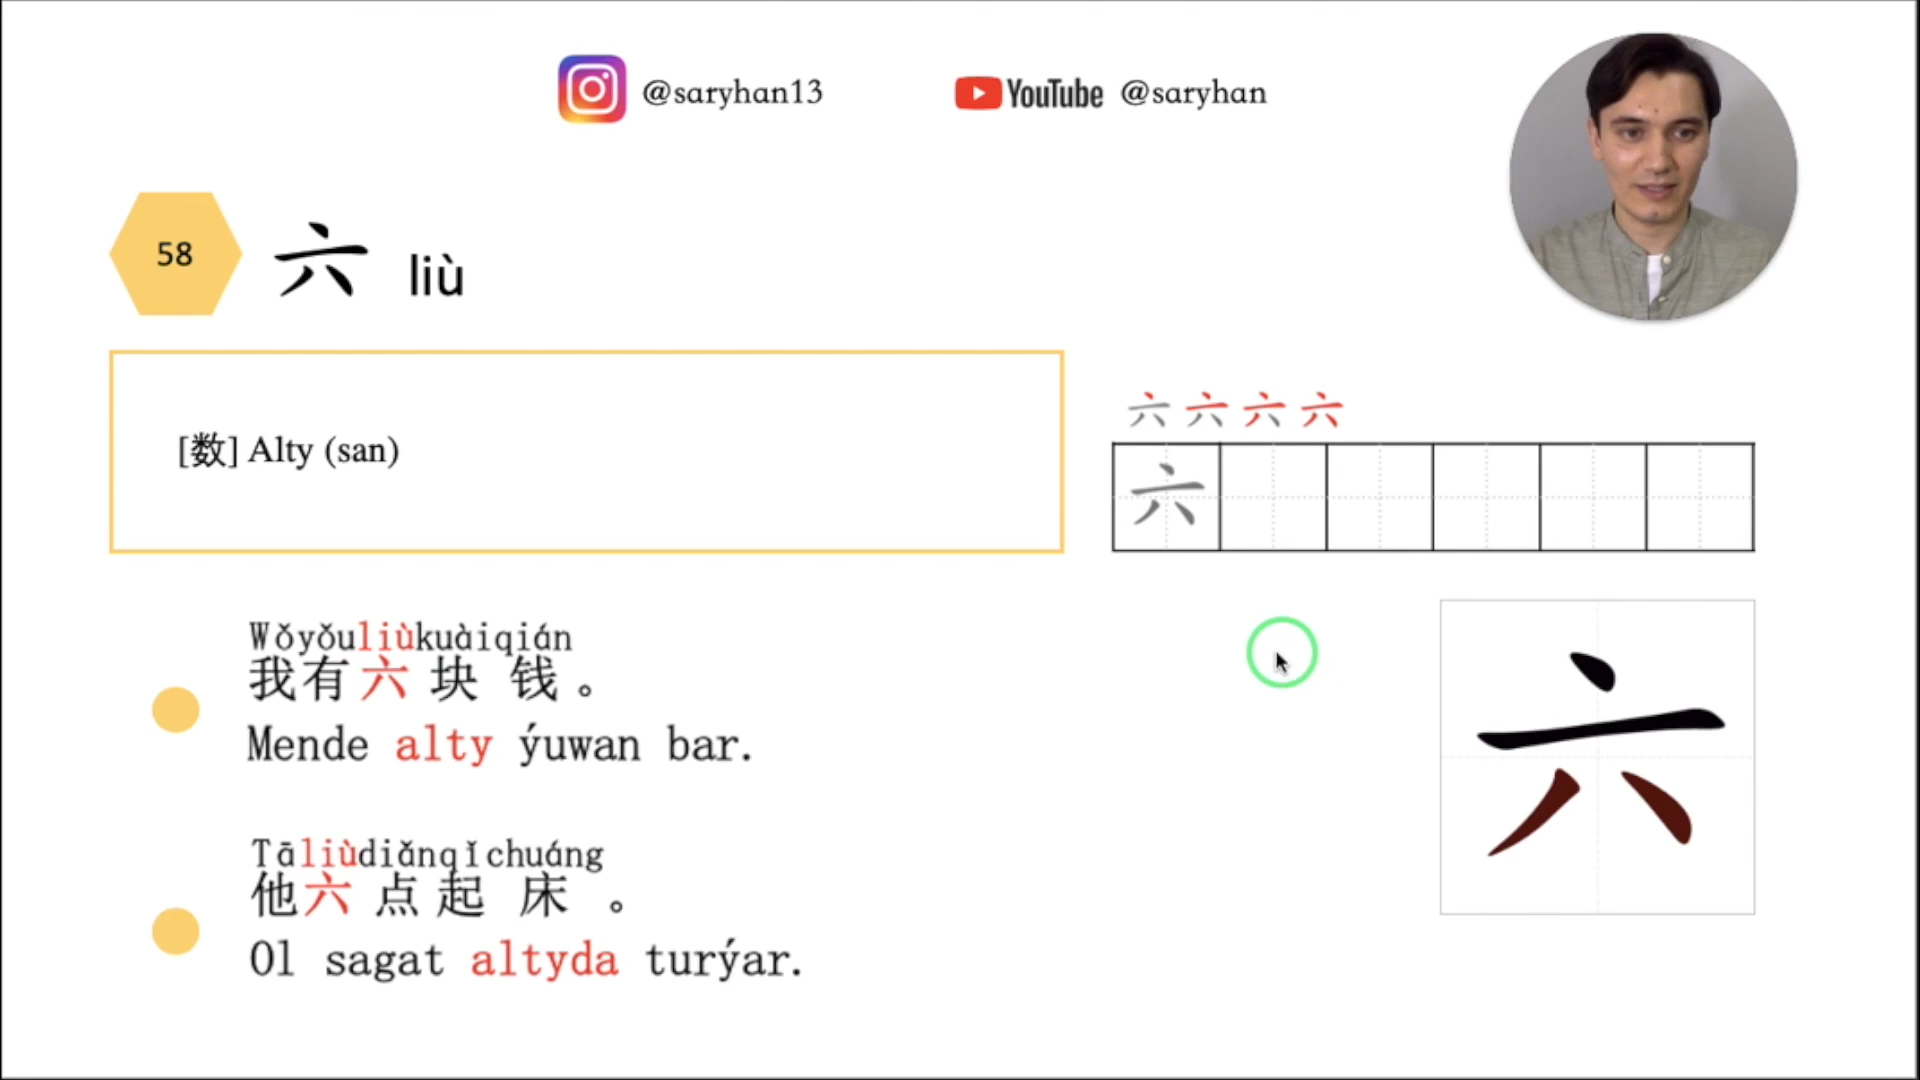 @saryhan13
YouTube @saryhan
58 六 liù
[数] Alty (san)
六 六 六 六
六
Wǒyǒuliùkuàiqián
我有六块钱。
Mende alty ýuwan bar.
Tāliùdiǎnqǐchuáng
他六点起床。
Ol sagat altyda turýar.
六